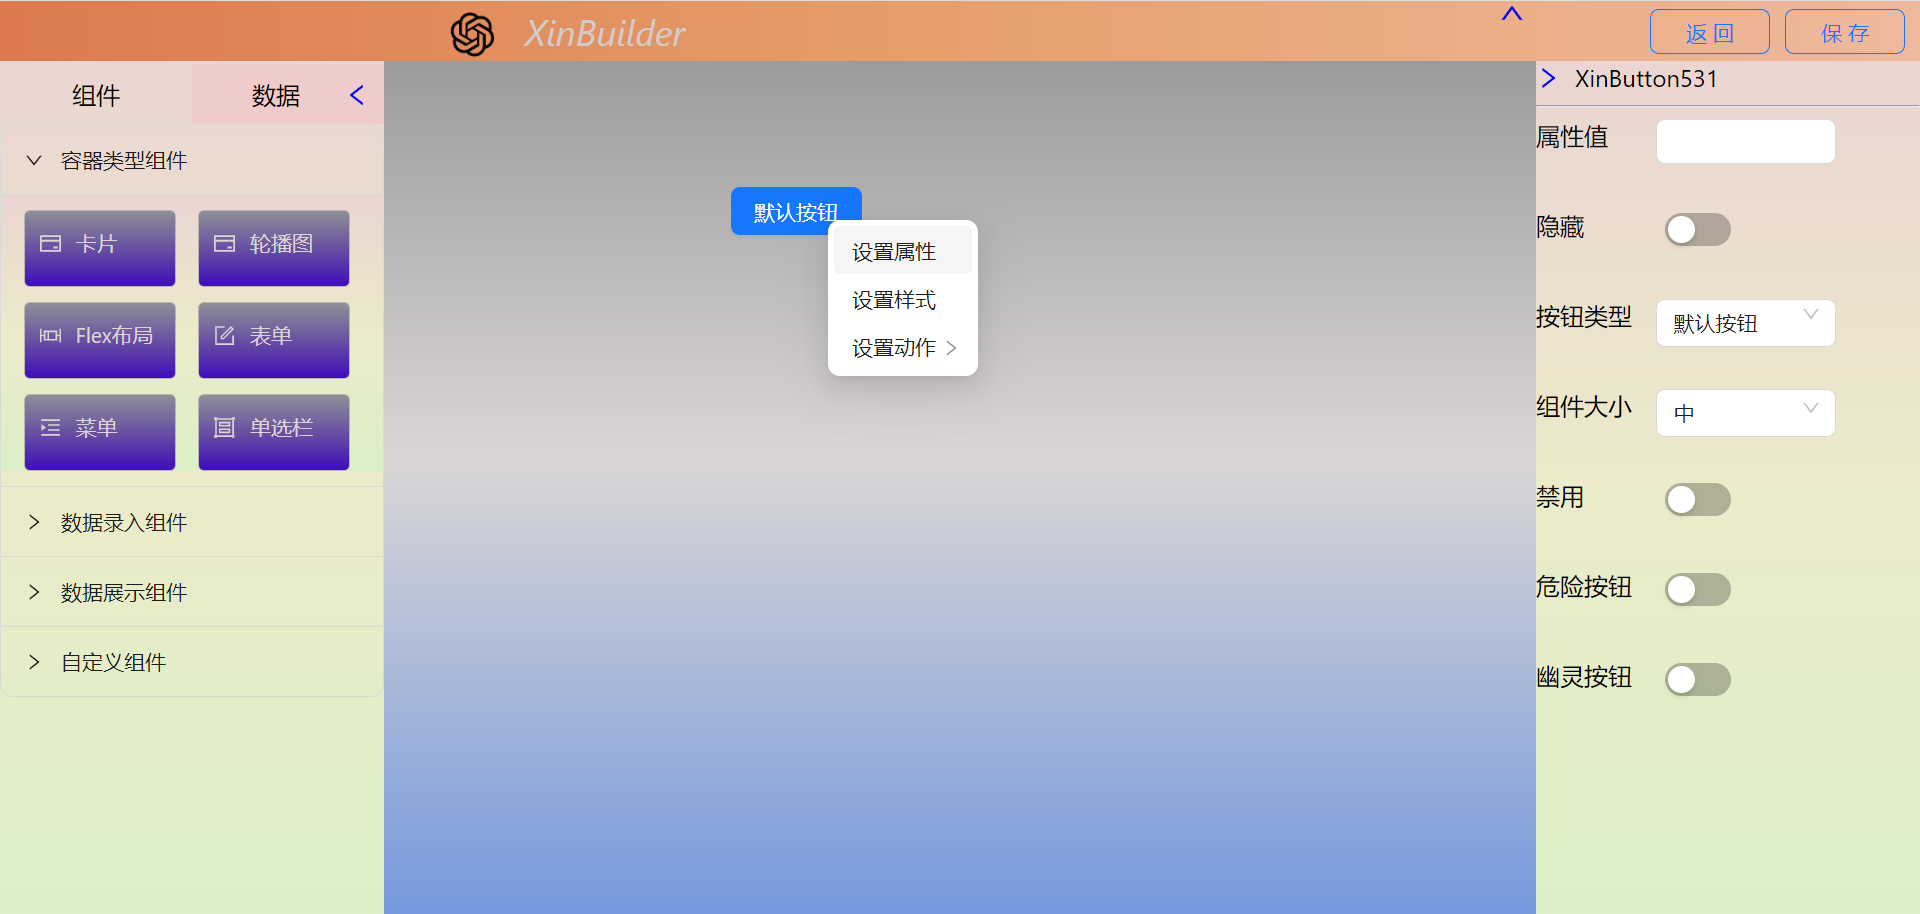 XinBuilder
返 回
保 存
组件
数据
容器类型组件
卡片
轮播图
Flex布局
表单
菜单
单选栏
数据录入组件
数据展示组件
自定义组件
默认按钮
设置属性
设置样式
设置动作
XinButton531
属性值
隐藏
按钮类型
默认按钮
组件大小
中
禁用
危险按钮
幽灵按钮